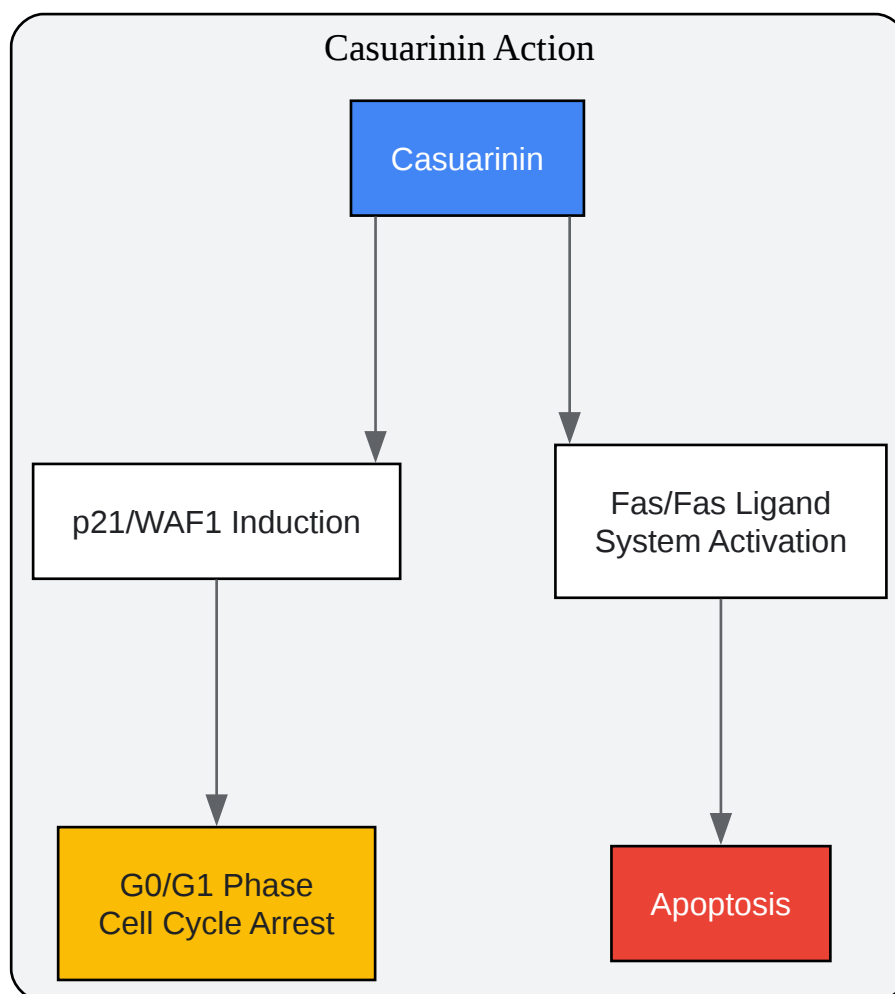 Casuarinin Action
Casuarinin
p21/WAF1 Induction
Fas/Fas Ligand
System Activation
G0/G1 Phase
Cell Cycle Arrest
Apoptosis